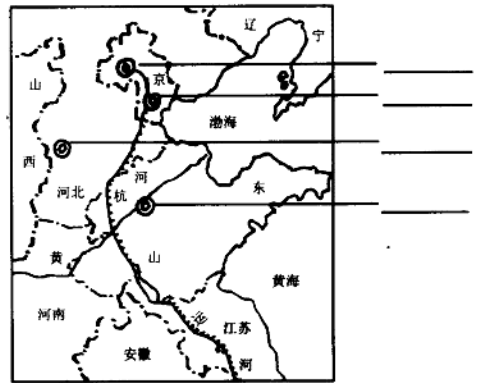 辽
宁
山
京
渤海
西
河
河北
杭
东
黄
山
黄海
河南
运
江苏
安徽
河